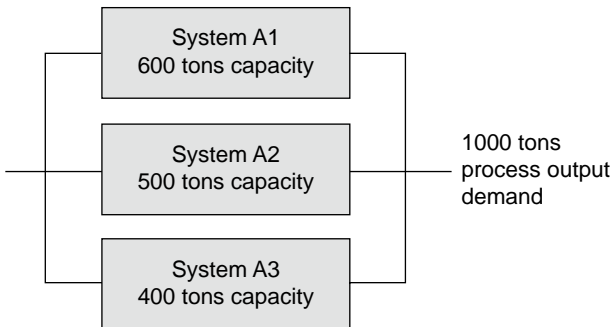 System A1
600 tons capacity
System A2
500 tons capacity
1000 tons
process output
demand
System A3
400 tons capacity